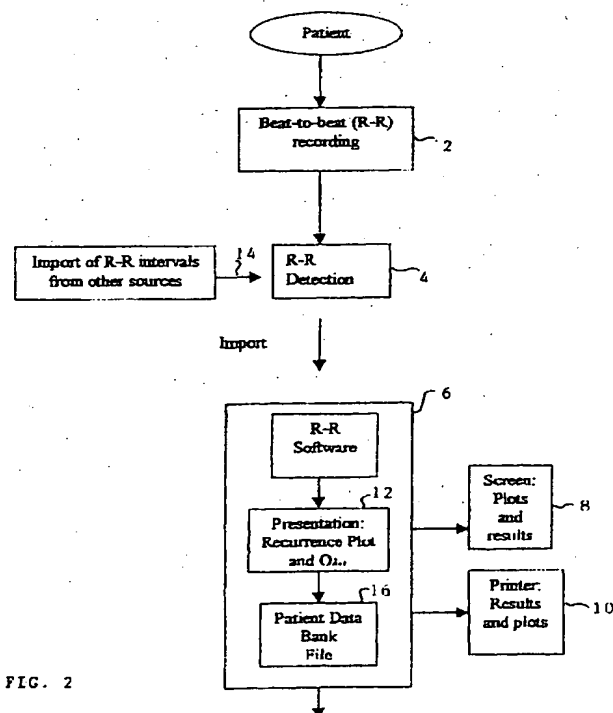 Patient
Beat-to-beat (R-R)
recording
2
Import of R-R intervals
from other sources
14
R-R
Detection
4
Import
6
R-R
Software
12
Presentation:
Recurrence Plot
and
16
Patient Data
Bank
File
Screen:
Plots
and
results
8
Printer:
Results
and plots
10
FIG. 2